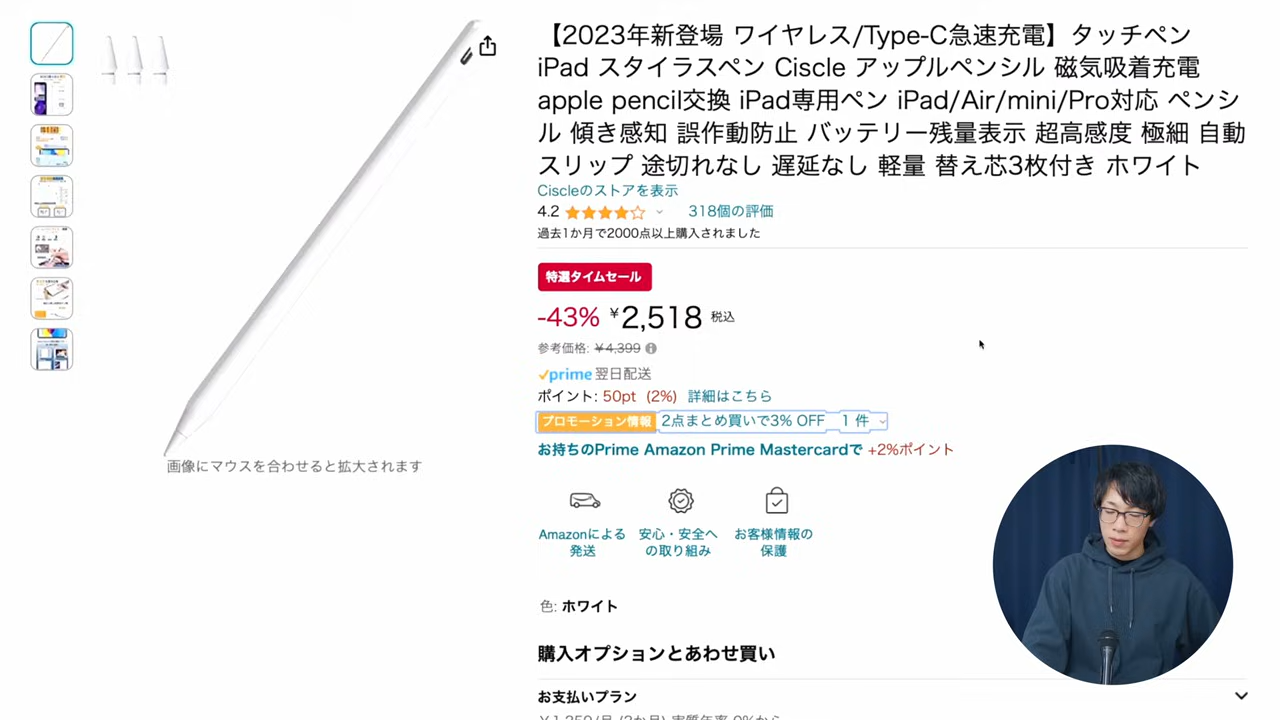 【2023年新登場 ワイヤレス/Type-C急速充電】タッチペン
iPad スタイラスペン Ciscle アップルペンシル 磁気吸着充電
apple pencil交換 iPad専用ペン iPad/Air/mini/Pro対応 ペンシ
ル 傾き感知 誤作動防止 バッテリー残量表示 超高感度 極細 自動
スリップ 途切れなし 遅延なし 軽量 替え芯3枚付き ホワイト
Ciscleのストアを表示
4.2 318個の評価
過去1か月で2000点以上購入されました
特選タイムセール
-43% ¥2,518 税込
参考価格: ¥4,399
prime 翌日配送
ポイント: 50pt (2%) 詳細はこちら
プロモーション情報 2点まとめ買いで3% OFF 1 件
お持ちのPrime Amazon Prime Mastercardで +2%ポイント
画像にマウスを合わせると拡大されます
Amazonによる
発送
安心・安全へ
の取り組み
お客様情報の
保護
色: ホワイト
購入オプションとあわせ買い
お支払いプラン